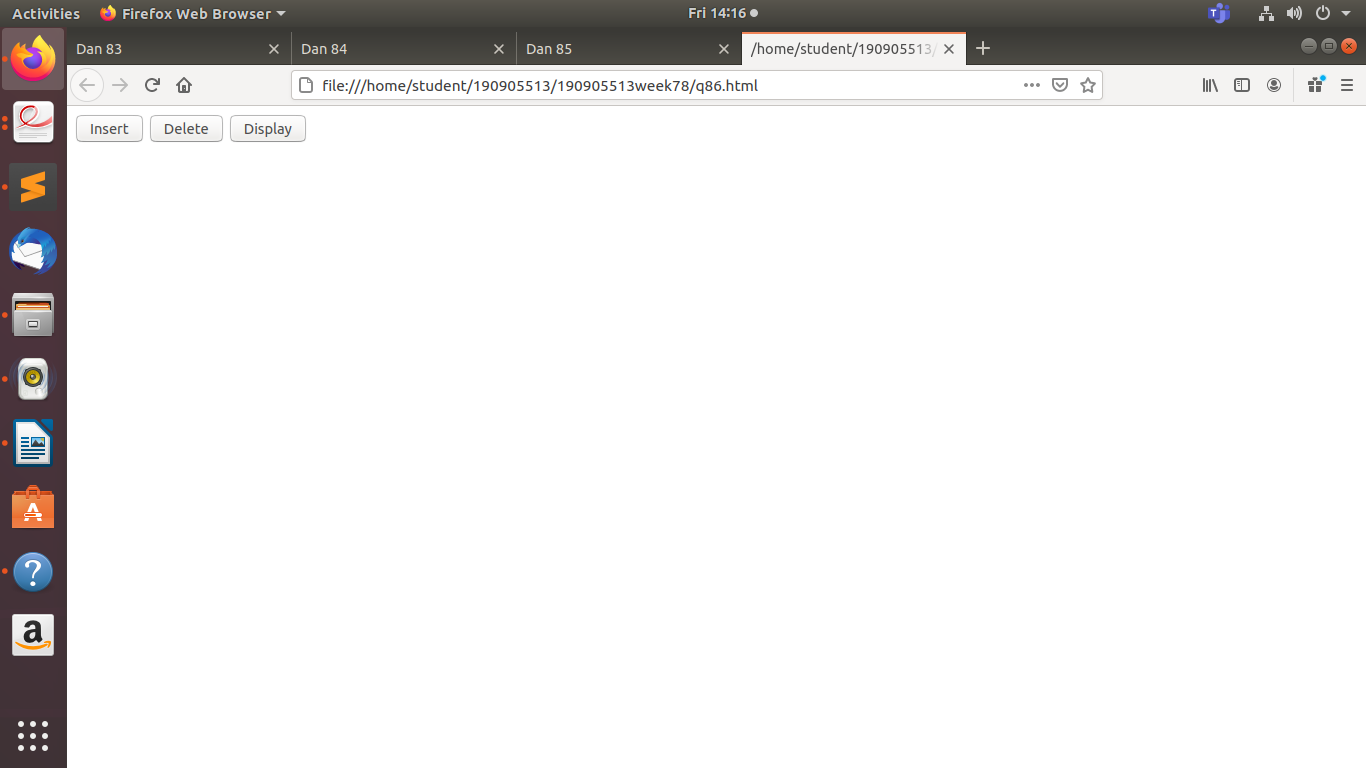 Activities Firefox Web Browser Fri 14:16
Dan 83 Dan 84 Dan 85 /home/student/190905513/
file:///home/student/190905513/190905513week78/q86.html
Insert Delete Display